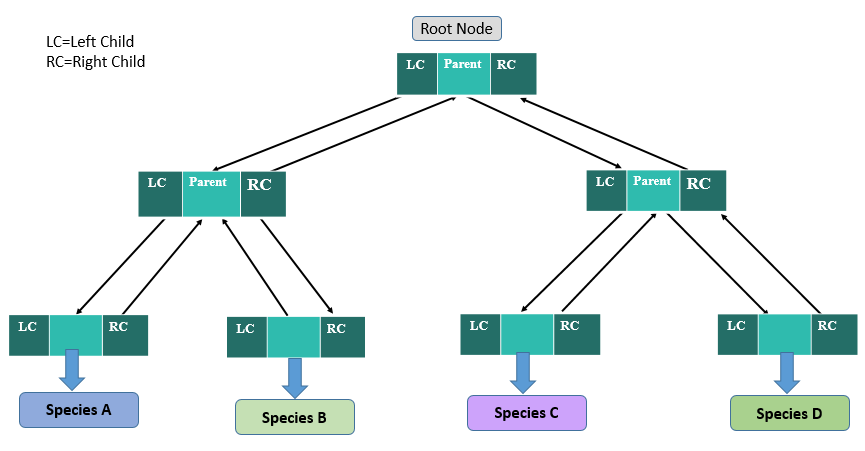 Root Node
LC=Left Child
RC=Right Child
LC Parent RC
LC Parent RC
LC Parent RC
LC RC
LC RC
LC RC
LC RC
Species A
Species B
Species C
Species D